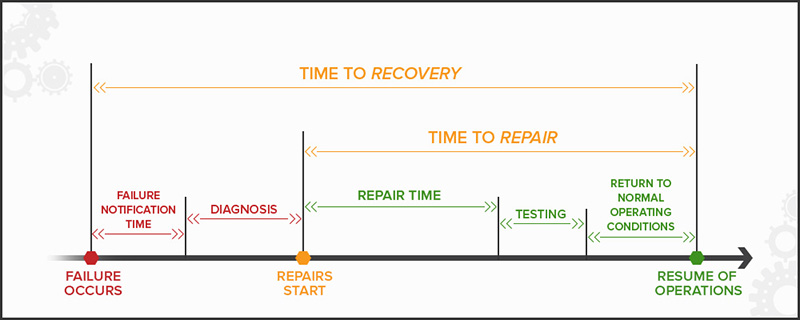 TIME TO RECOVERY
TIME TO REPAIR
FAILURE
NOTIFICATION
TIME
DIAGNOSIS
REPAIR TIME
TESTING
RETURN TO
NORMAL
OPERATING
CONDITIONS
FAILURE
OCCURS
REPAIRS
START
RESUME OF
OPERATIONS